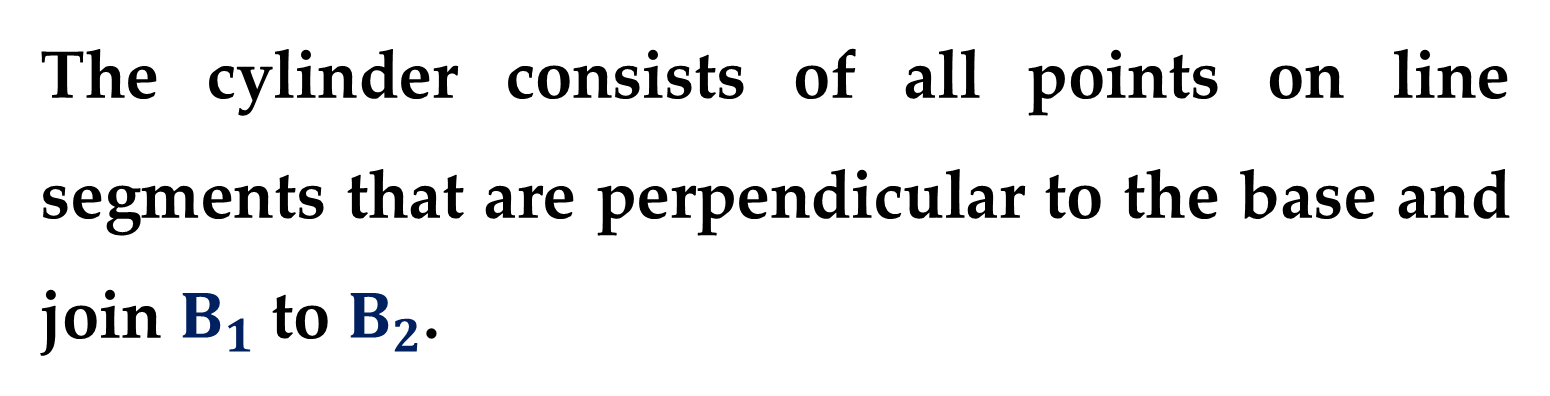 The cylinder consists of all points on line
segments that are perpendicular to the base and
join B₁ to B₂.